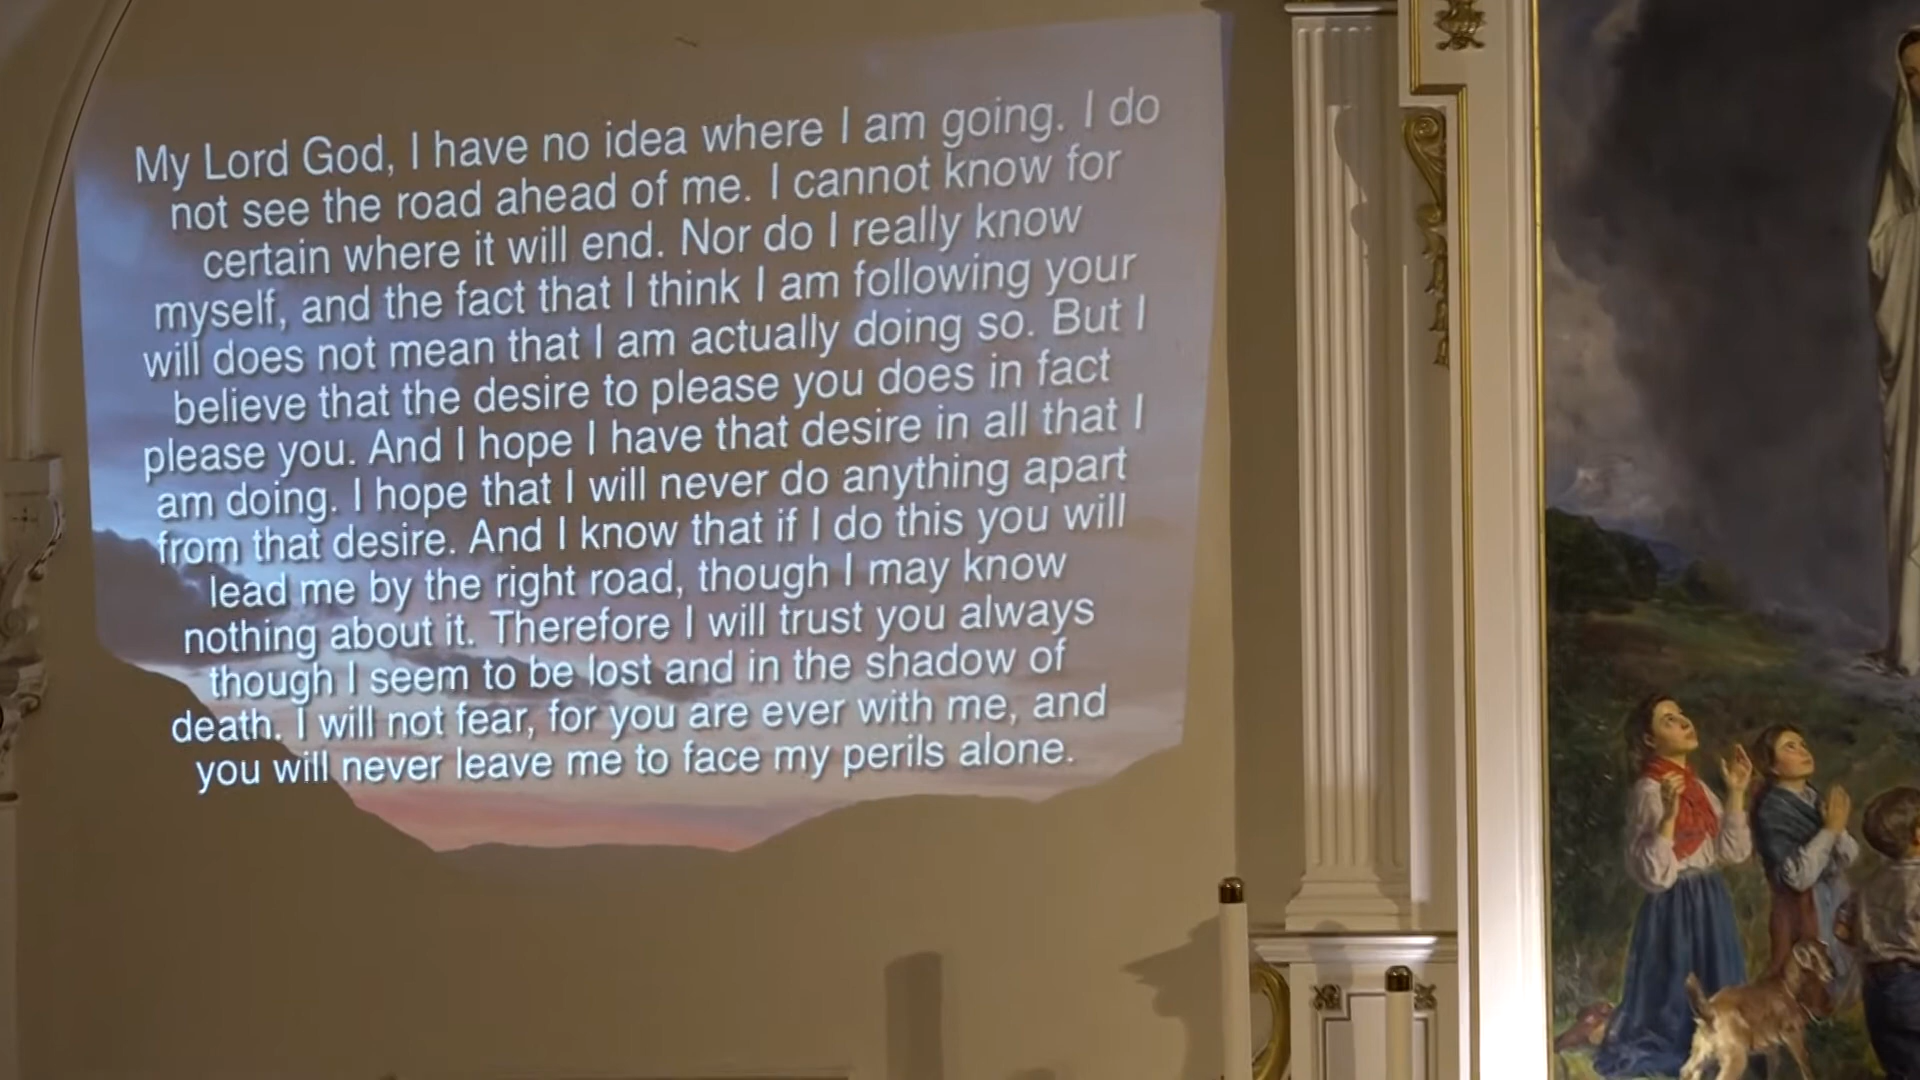 My Lord God, I have no idea where I am going. I do
not see the road ahead of me. I cannot know for
certain where it will end. Nor do I really know
myself, and the fact that I think I am following your
will does not mean that I am actually doing so. But I
believe that the desire to please you does in fact
please you. And I hope I have that desire in all that I
am doing. I hope that I will never do anything apart
from that desire. And I know that if I do this you will
lead me by the right road, though I may know
nothing about it. Therefore I will trust you always
though I seem to be lost and in the shadow of
death. I will not fear, for you are ever with me, and
you will never leave me to face my perils alone.